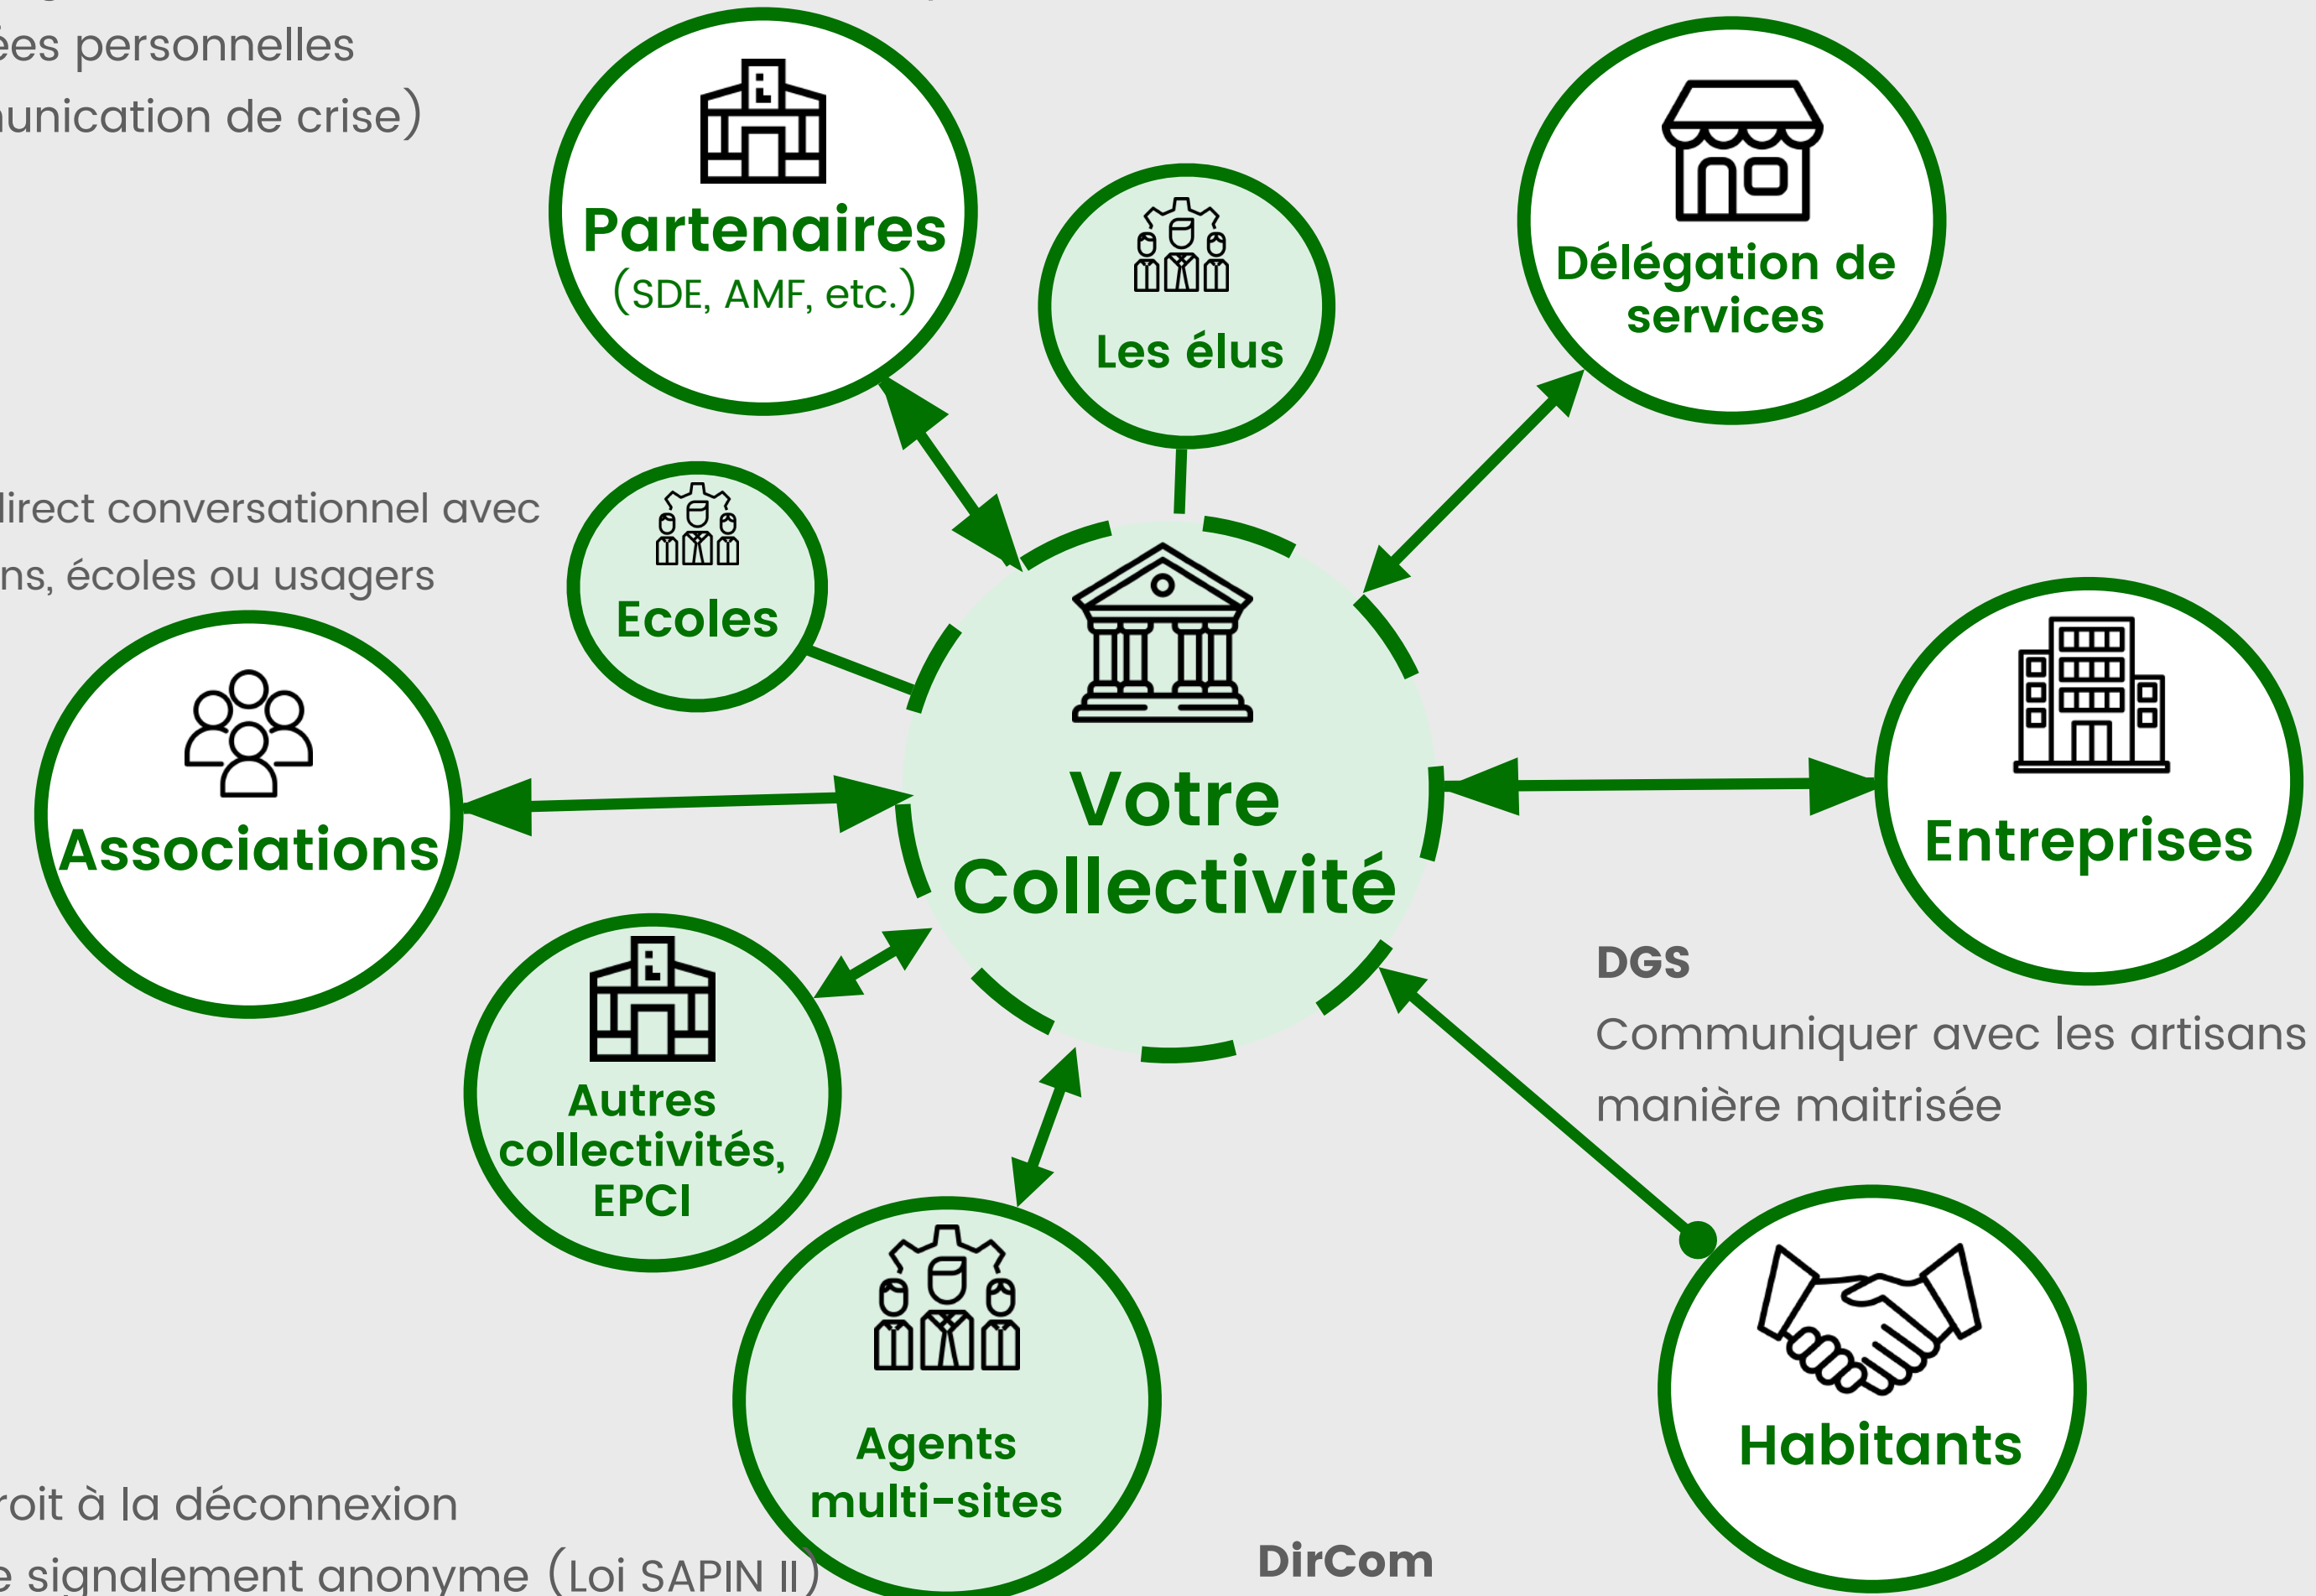 ées personnelles
unication de crise)
Partenaires
(SDE, AMF, etc.)
Les élus
Délégation de
services
irect conversationnel avec
ns, écoles ou usagers
Ecoles
Associations
Votre
Collectivité
Entreprises
DGS
Communiquer avec les artisans
manière maitrisée
Autres
collectivités,
EPCI
Agents
multi-sites
Habitants
roit à la déconnexion
e signalement anonyme (Loi SAPIN II)
DirCom